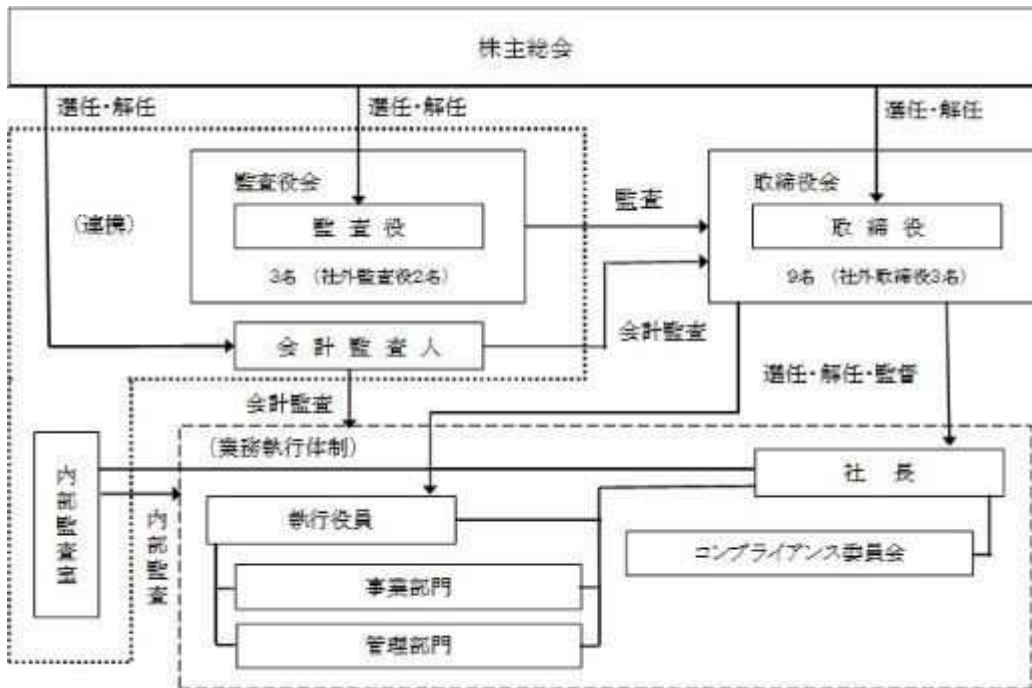 株主総会
選任・解任
選任・解任
選任・解任
監査役会
監査役
3名 (社外監査役2名)
(連携)
監査
取締役会
取締役
9名 (社外取締役3名)
会計監査人
会計監査
会計監査
選任・解任・監督
(業務執行体制)
内部監査室
内部監査
社長
執行役員
コンプライアンス委員会
事業部門
管理部門